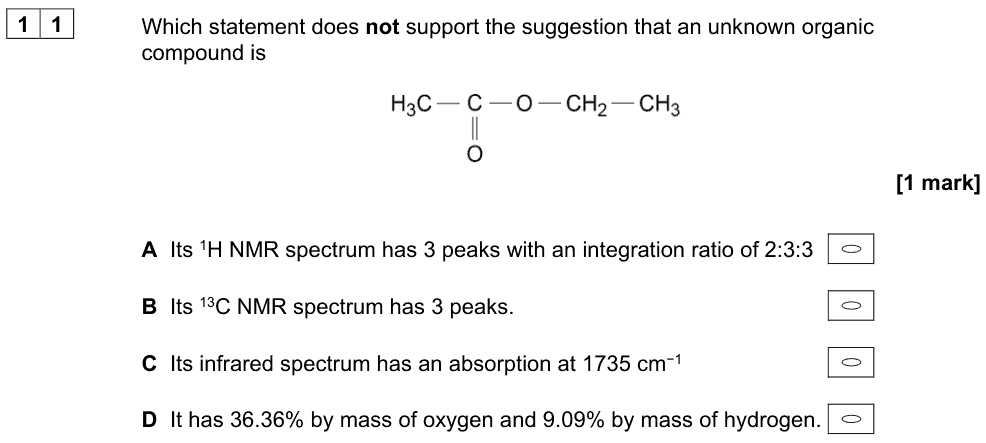 1 1 Which statement does not support the suggestion that an unknown organic
compound is
H₃C — C — O — CH₂ — CH₃
||
O
[1 mark]
A Its ¹H NMR spectrum has 3 peaks with an integration ratio of 2:3:3
B Its ¹³C NMR spectrum has 3 peaks.
C Its infrared spectrum has an absorption at 1735 cm⁻¹
D It has 36.36% by mass of oxygen and 9.09% by mass of hydrogen.